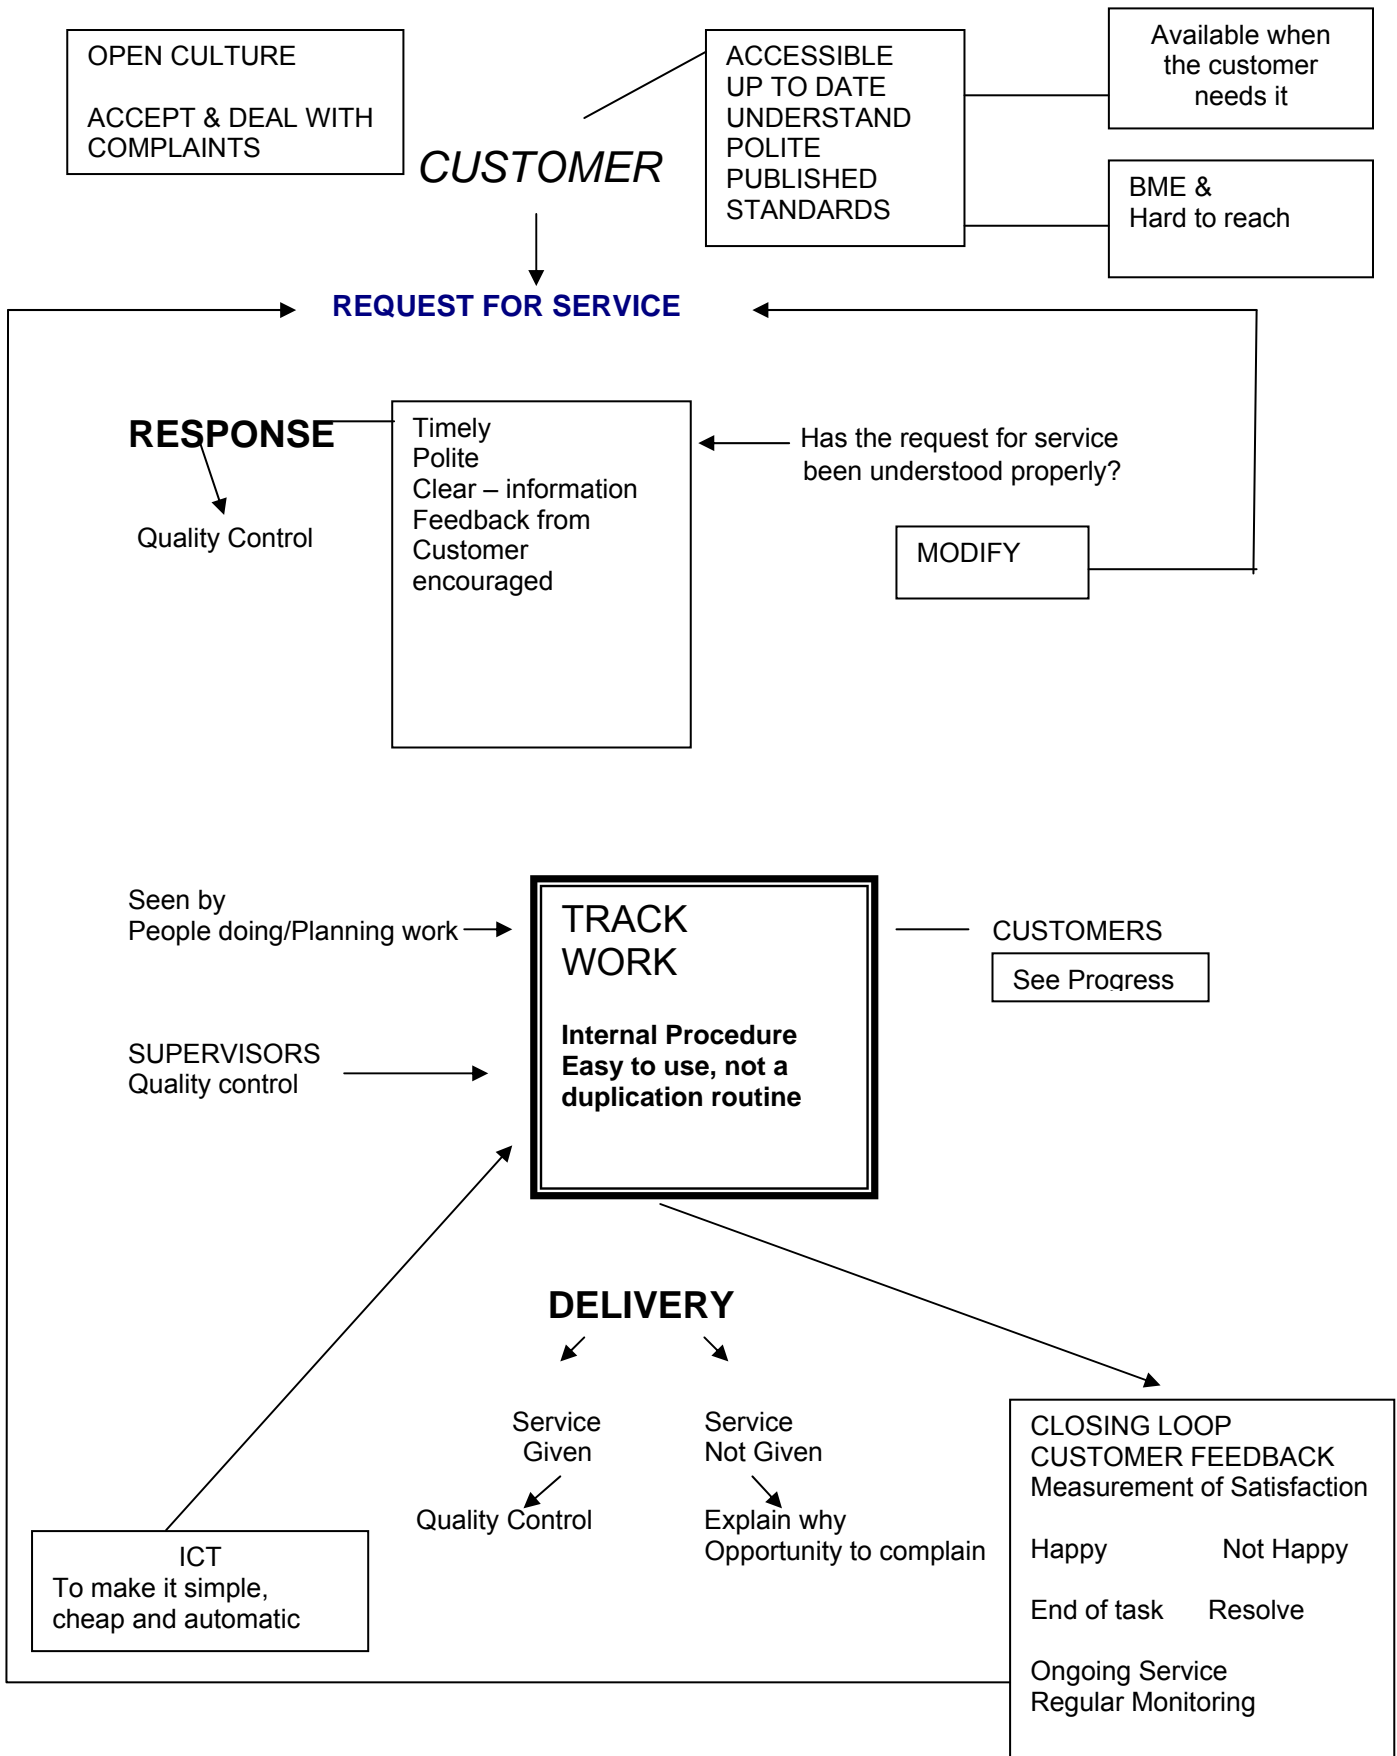 OPEN CULTURE
ACCEPT & DEAL WITH
COMPLAINTS
CUSTOMER
ACCESSIBLE
UP TO DATE
UNDERSTAND
POLITE
PUBLISHED
STANDARDS
Available when
the customer
needs it
BME &
Hard to reach
REQUEST FOR SERVICE
RESPONSE
Quality Control
Timely
Polite
Clear – information
Feedback from
Customer
encouraged
Has the request for service
been understood properly?
MODIFY
Seen by
People doing/Planning work
SUPERVISORS
Quality control
TRACK
WORK
Internal Procedure
Easy to use, not a
duplication routine
CUSTOMERS
See Progress
DELIVERY
Service
Given
Quality Control
Service
Not Given
Explain why
Opportunity to complain
ICT
To make it simple,
cheap and automatic
CLOSING LOOP
CUSTOMER FEEDBACK
Measurement of Satisfaction
Happy Not Happy
End of task Resolve
Ongoing Service
Regular Monitoring